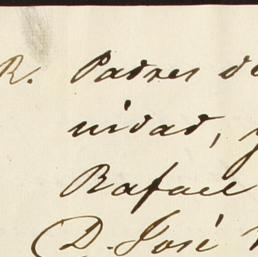 R. Padres de
nidad, y
Rafael
D. José